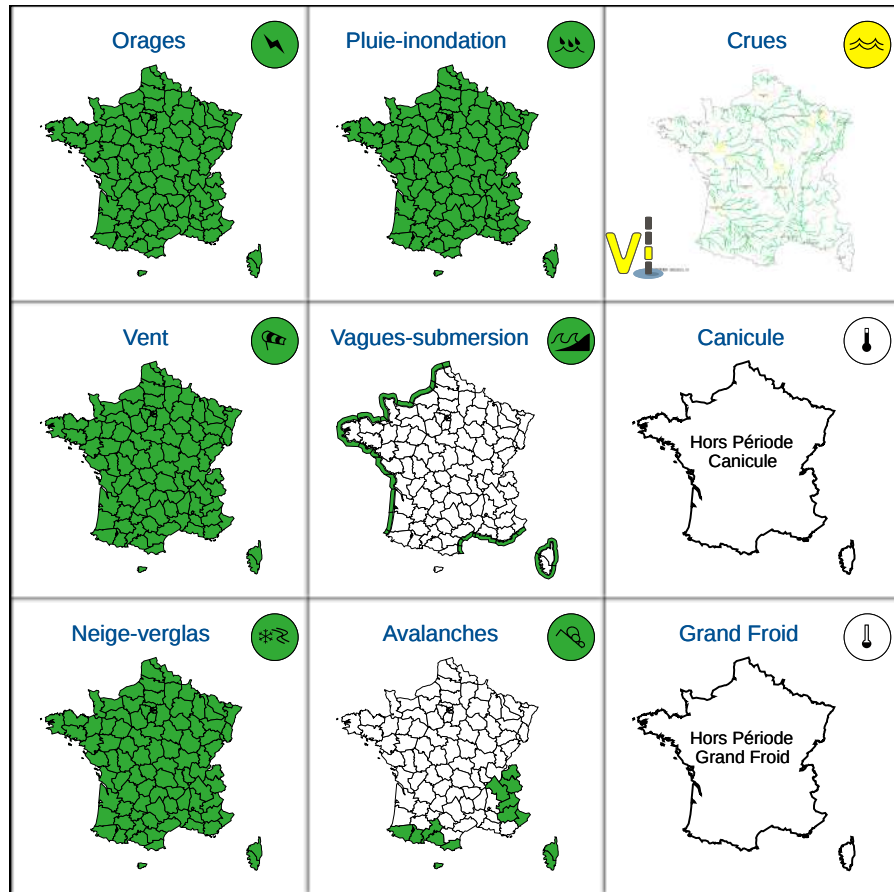 Orages
Pluie-inondation
Crues
Vi
Vent
Vagues-submersion
Canicule
Hors Période
Canicule
Neige-verglas
Avalanches
Grand Froid
Hors Période
Grand Froid